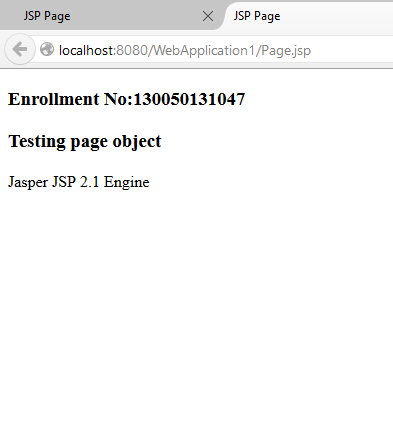 JSP Page
JSP Page
localhost:8080/WebApplication1/Page.jsp
Enrollment No:130050131047
Testing page object
Jasper JSP 2.1 Engine